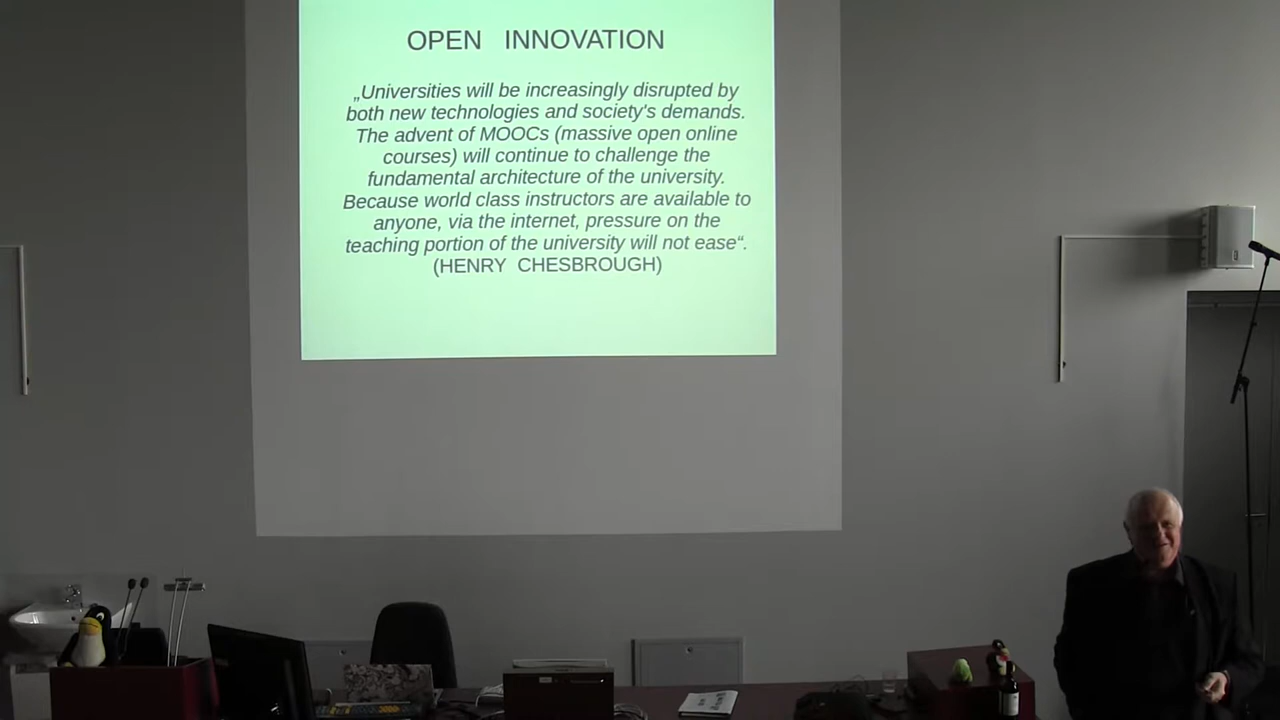 OPEN INNOVATION
„Universities will be increasingly disrupted by
both new technologies and society's demands.
The advent of MOOCs (massive open online
courses) will continue to challenge the
fundamental architecture of the university.
Because world class instructors are available to
anyone, via the internet, pressure on the
teaching portion of the university will not ease“.
(HENRY CHESBROUGH)